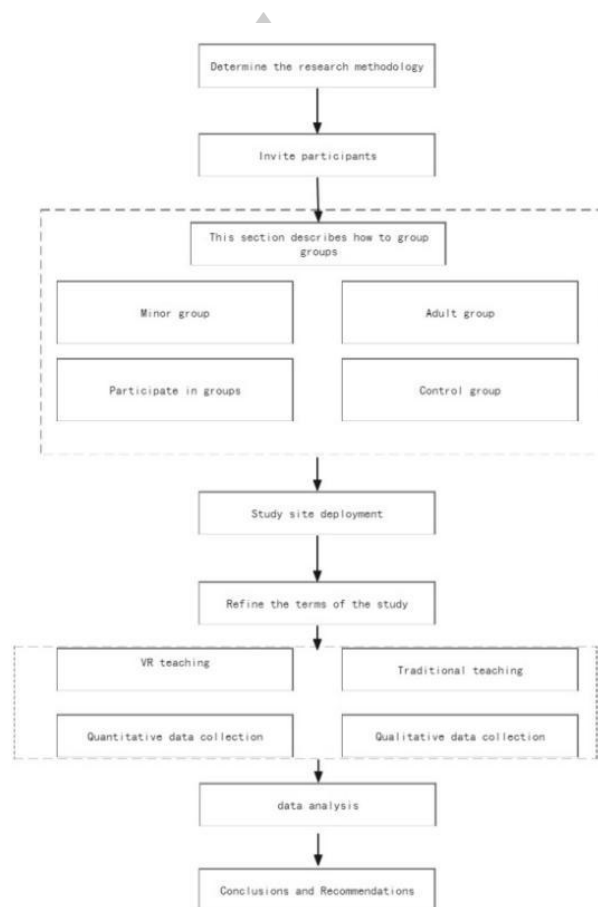 Determine the research methodology
Invite participants
This section describes how to group
groups
Minor group
Adult group
Participate in groups
Control group
Study site deployment
Refine the terms of the study
VR teaching
Traditional teaching
Quantitative data collection
Qualitative data collection
data analysis
Conclusions and Recommendations